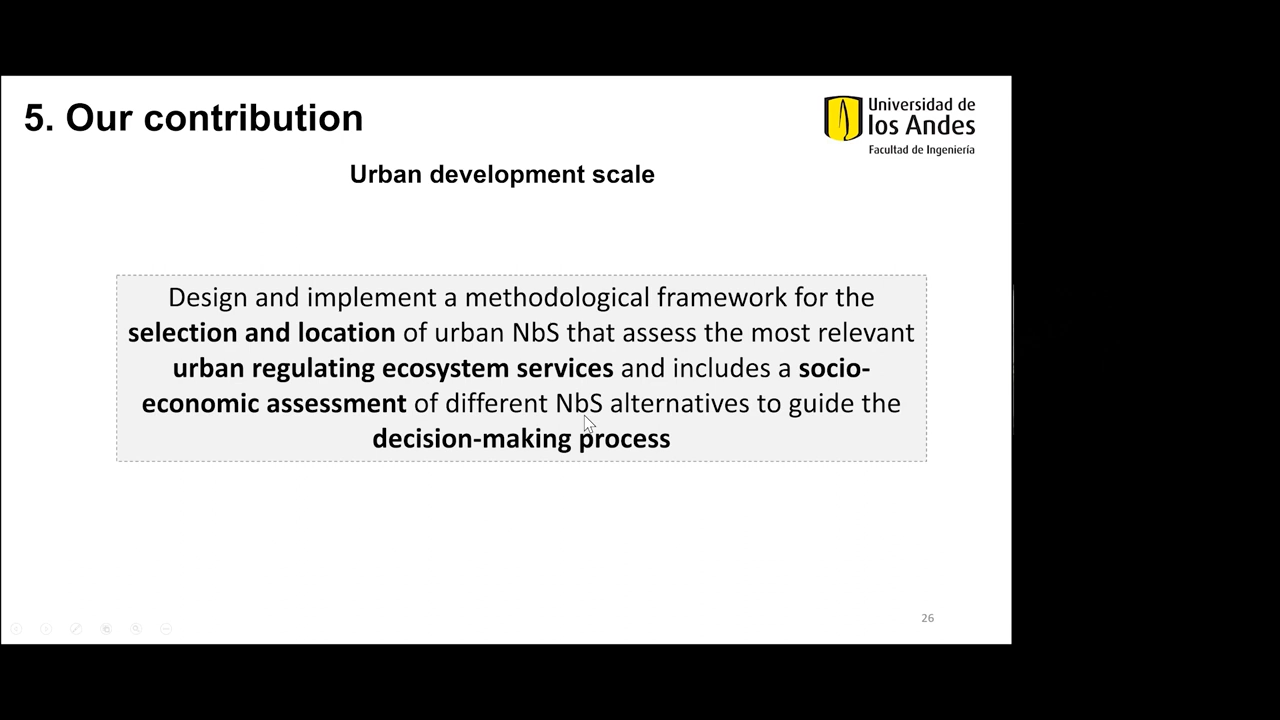 5. Our contribution
Universidad de
los Andes
Facultad de Ingeniería
Urban development scale
Design and implement a methodological framework for the
selection and location of urban NbS that assess the most relevant
urban regulating ecosystem services and includes a socio-
economic assessment of different NbS alternatives to guide the
decision-making process
26